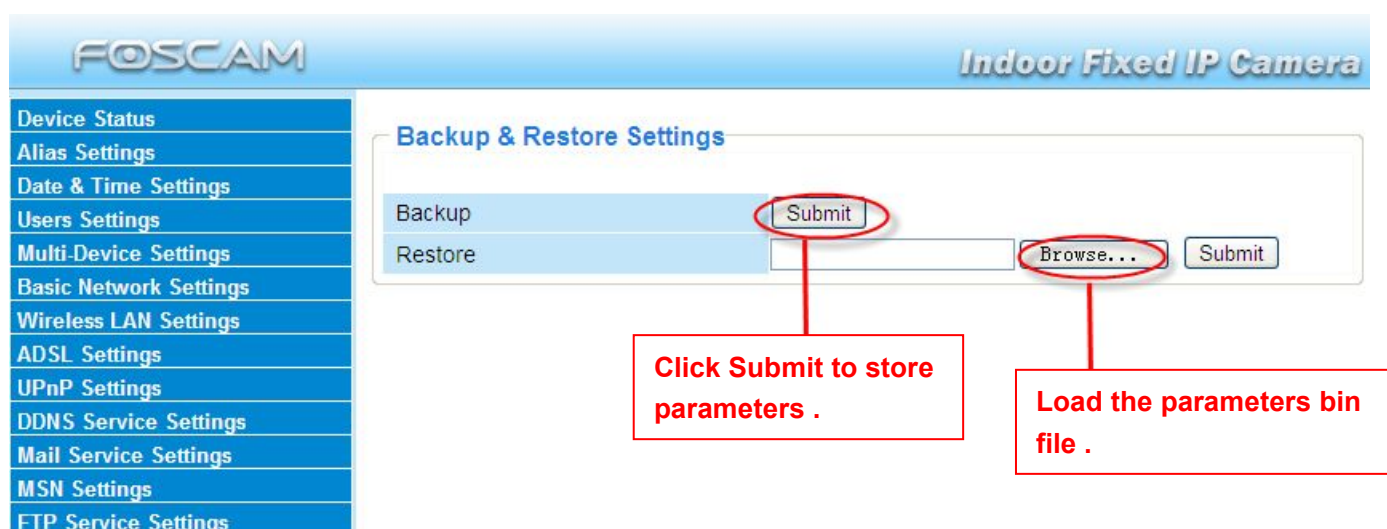 FOSCAM
Indoor Fixed IP Camera
Device Status
Alias Settings
Date & Time Settings
Users Settings
Multi-Device Settings
Basic Network Settings
Wireless LAN Settings
ADSL Settings
UPnP Settings
DDNS Service Settings
Mail Service Settings
MSN Settings
FTP Service Settings
Backup & Restore Settings
Backup Submit
Restore Browse... Submit
Click Submit to store
parameters .
Load the parameters bin
file .